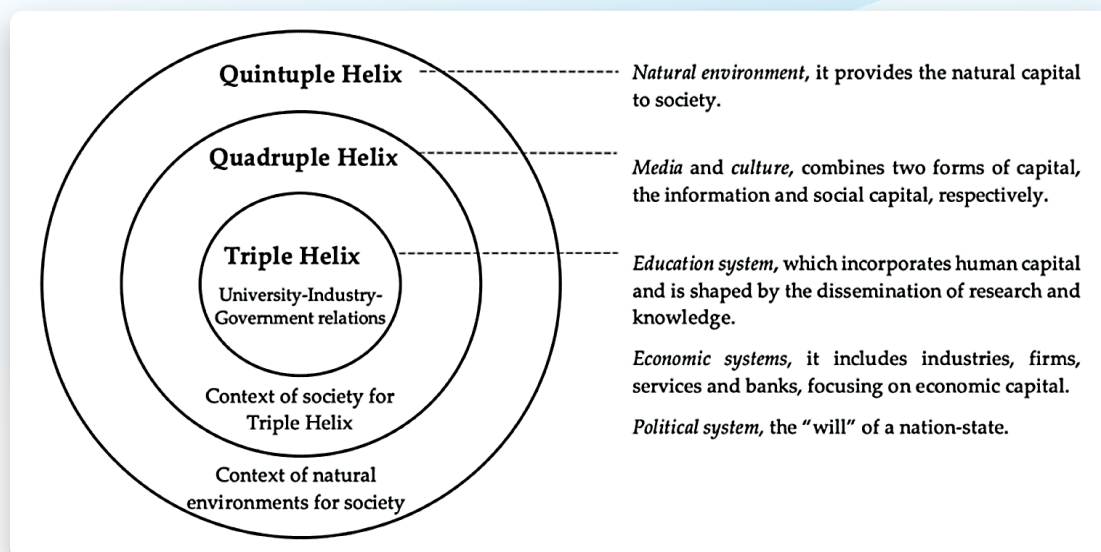 Quintuple Helix
Quadruple Helix
Triple Helix
University-Industry-
Government relations
Context of society for
Triple Helix
Context of natural
environments for society
Natural environment, it provides the natural capital
to society.
Media and culture, combines two forms of capital,
the information and social capital, respectively.
Education system, which incorporates human capital
and is shaped by the dissemination of research and
knowledge.
Economic systems, it includes industries, firms,
services and banks, focusing on economic capital.
Political system, the “will” of a nation-state.